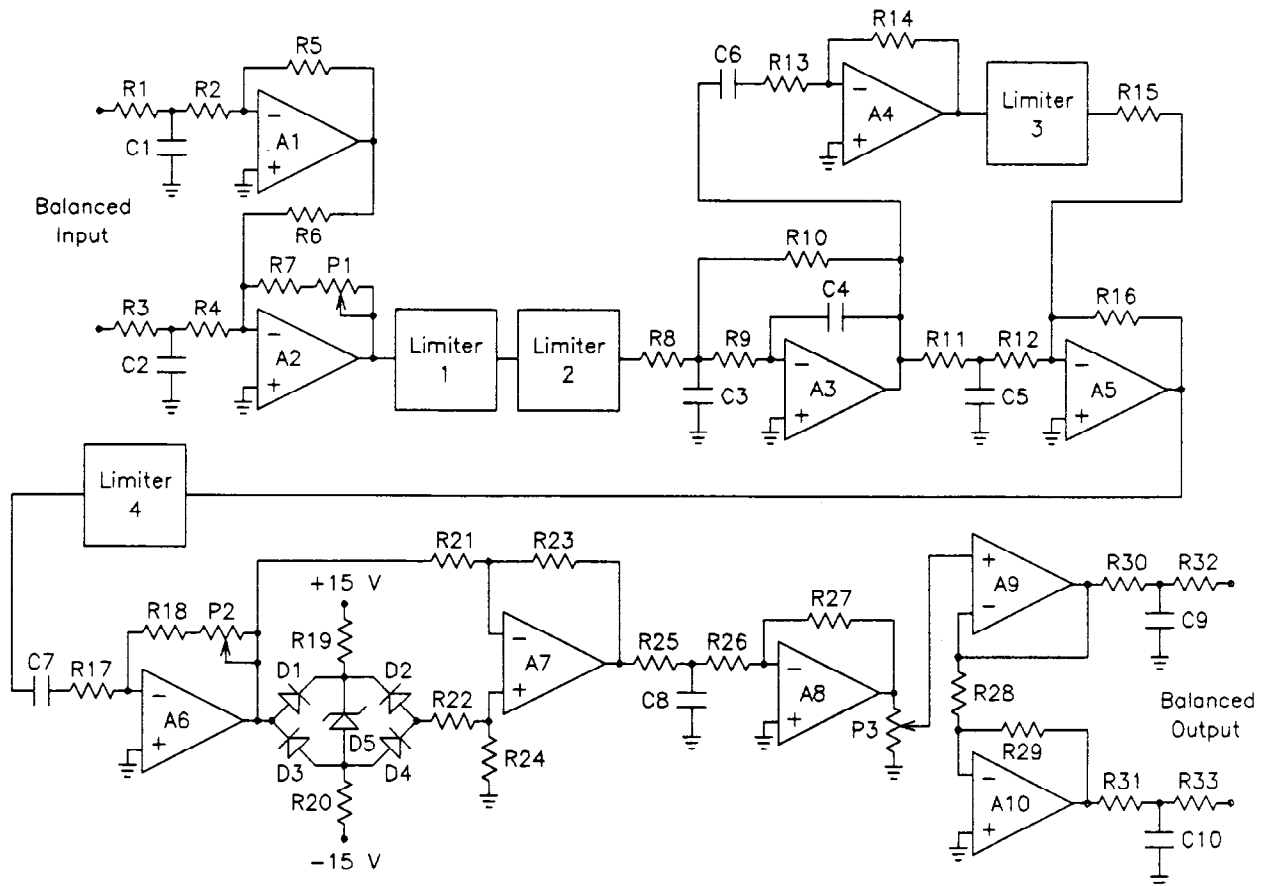 R14
C6
R13
R5
R1
R2
−
A4
+
Limiter
3
R15
C1
−
A1
+
Balanced
Input
R6
R10
R7
P1
C4
R16
R3
R4
C2
−
A2
+
Limiter
1
Limiter
2
R8
R9
C3
−
A3
+
R11
R12
C5
−
A5
+
Limiter
4
R21
R23
+15 V
R18
P2
R19
C7
R17
−
A6
+
D1
D2
D5
D3
D4
R20
−15 V
R22
−
A7
+
R24
R25
R26
C8
R27
−
A8
+
P3
+
A9
−
R30
R32
C9
R28
Balanced
Output
R29
−
A10
+
R31
R33
C10